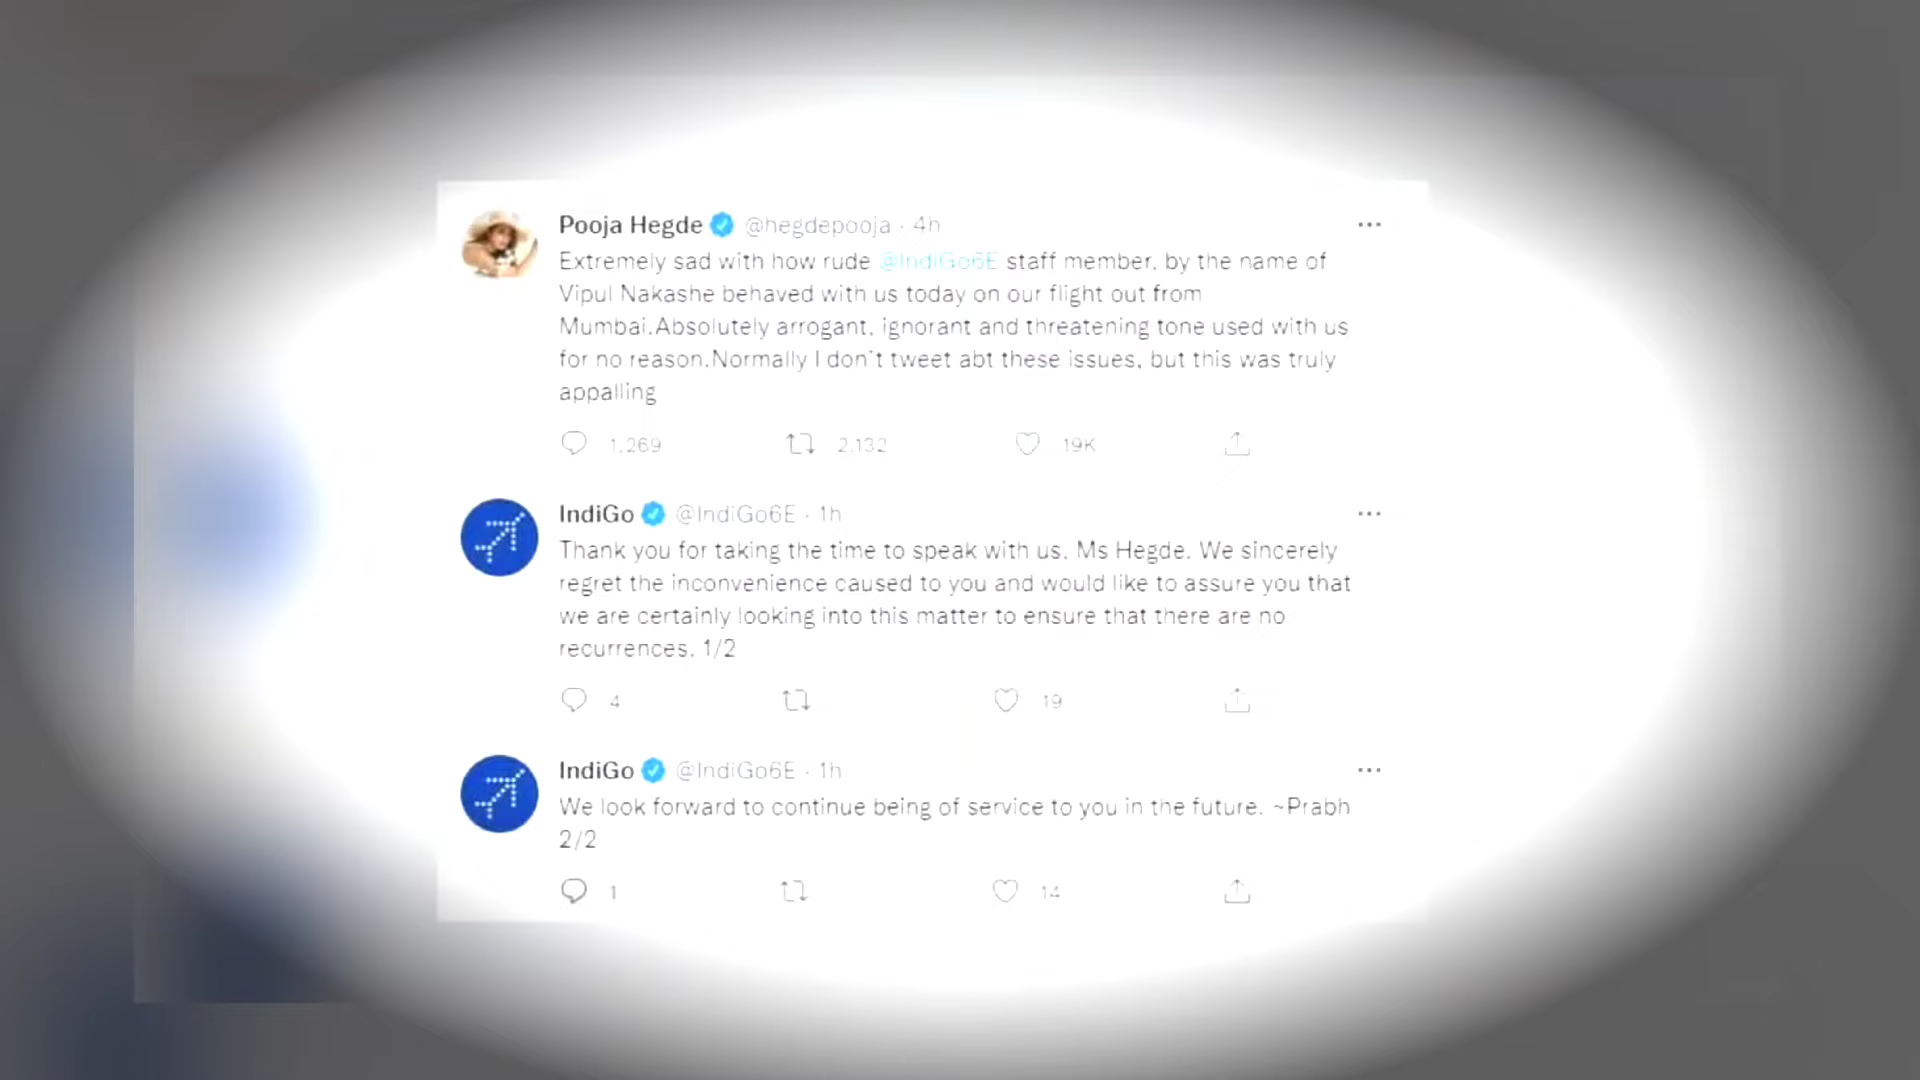 Pooja Hegde @hegdepooja · 4h
Extremely sad with how rude @IndiGo6E staff member, by the name of
Vipul Nakashe behaved with us today on our flight out from
Mumbai.Absolutely arrogant, ignorant and threatening tone used with us
for no reason.Normally I don't tweet abt these issues, but this was truly
appalling
1,269 2,132 19K
IndiGo @IndiGo6E · 1h
Thank you for taking the time to speak with us, Ms Hegde. We sincerely
regret the inconvenience caused to you and would like to assure you that
we are certainly looking into this matter to ensure that there are no
recurrences. 1/2
4 19
IndiGo @IndiGo6E · 1h
We look forward to continue being of service to you in the future. ~Prabh
2/2
1 14